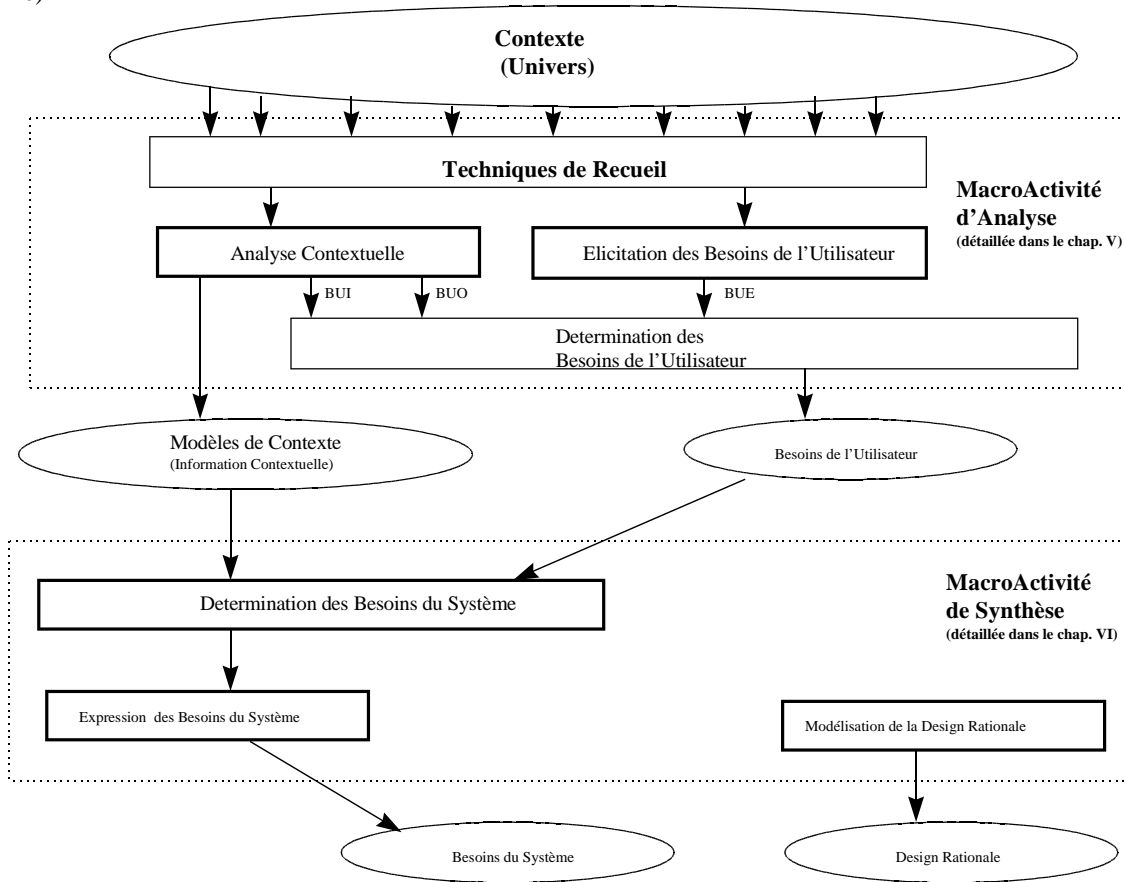 Contexte
(Univers)
Techniques de Recueil
MacroActivité
d'Analyse
(détaillée dans le chap. V)
Analyse Contextuelle
Elicitation des Besoins de l'Utilisateur
BUI
BUO
BUE
Determination des
Besoins de l'Utilisateur
Modèles de Contexte
(Information Contextuelle)
Besoins de l'Utilisateur
Determination des Besoins du Système
MacroActivité
de Synthèse
(détaillée dans le chap. VI)
Expression des Besoins du Système
Modélisation de la Design Rationale
Besoins du Système
Design Rationale